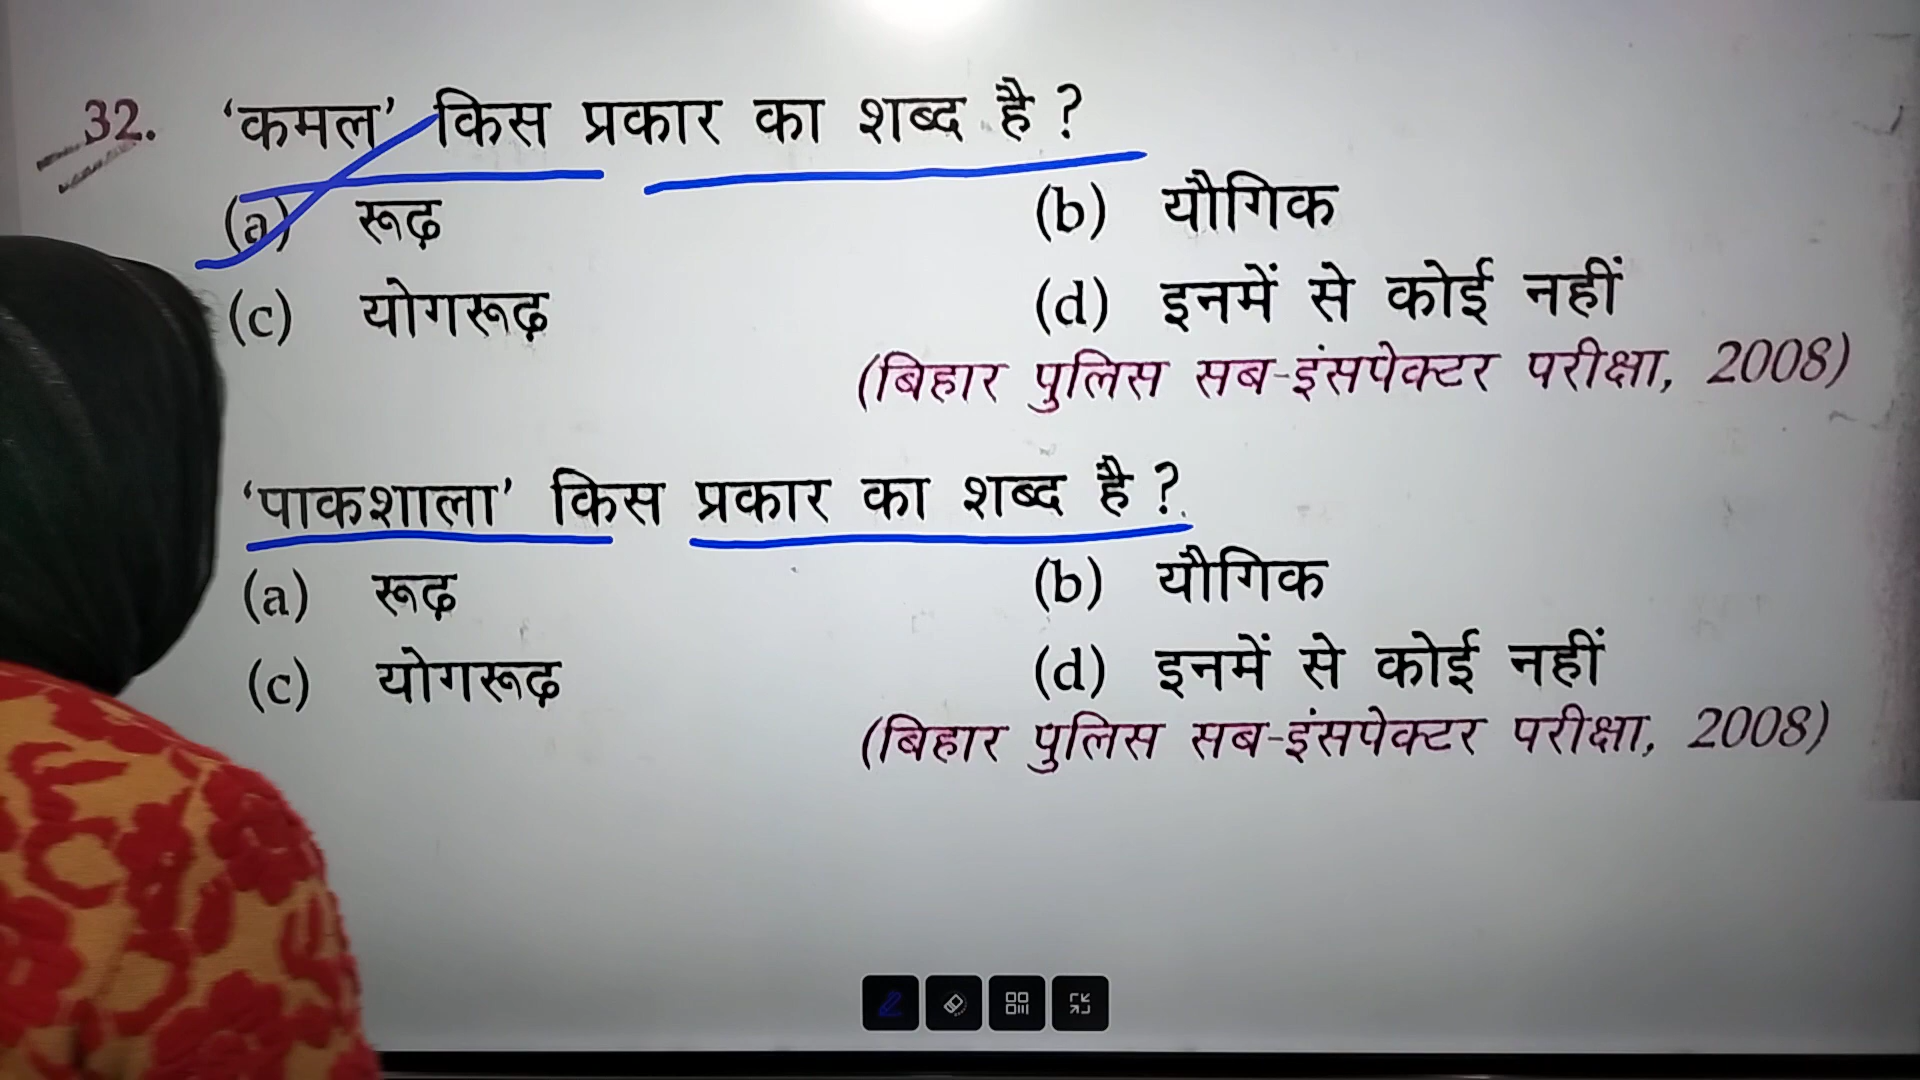 32. ‘कमल’ किस प्रकार का शब्द है ?
(a) रूढ़ (b) यौगिक
(c) योगरूढ़ (d) इनमें से कोई नहीं
(बिहार पुलिस सब-इंसपेक्टर परीक्षा, 2008)
‘पाकशाला’ किस प्रकार का शब्द है ?
(a) रूढ़ (b) यौगिक
(c) योगरूढ़ (d) इनमें से कोई नहीं
(बिहार पुलिस सब-इंसपेक्टर परीक्षा, 2008)